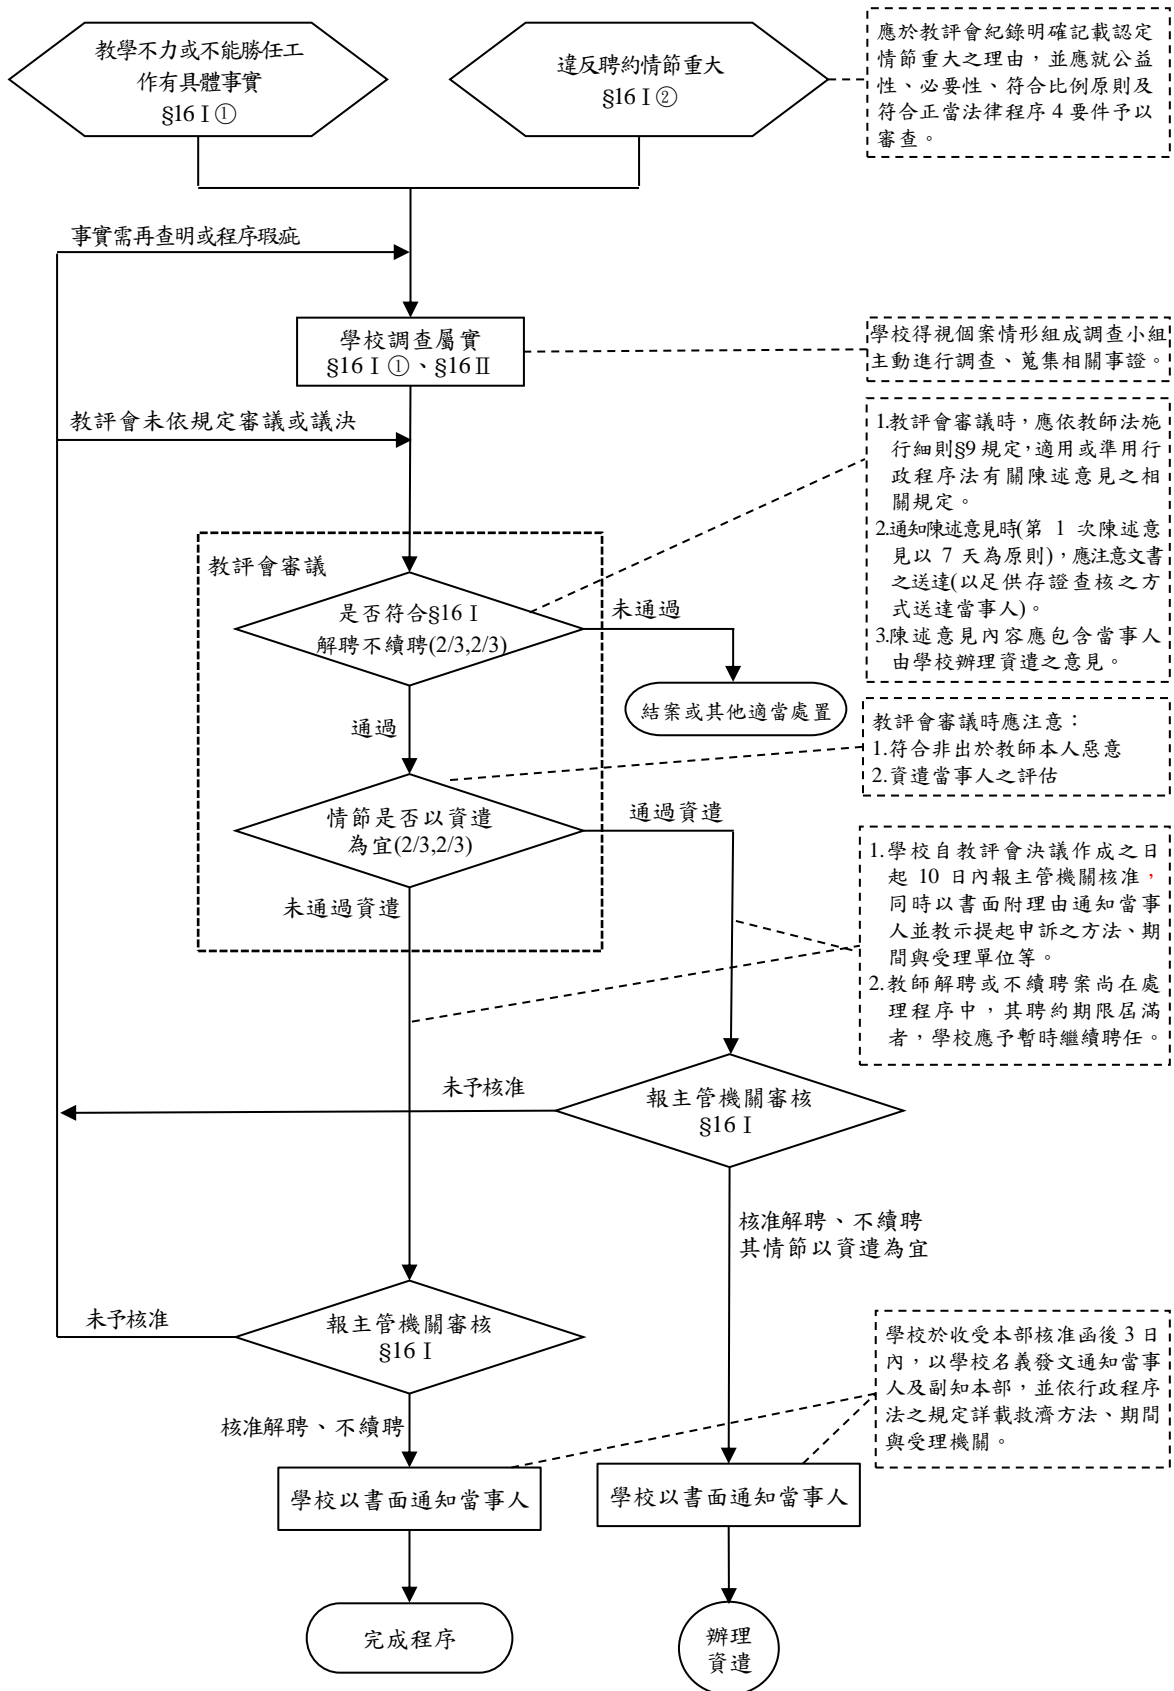 教學不力或不能勝任工
作有具體事實
§16Ⅰ①
違反聘約情節重大
§16Ⅰ②
應於教評會紀錄明確記載認定
情節重大之理由，並應就公益
性、必要性、符合比例原則及
符合正當法律程序 4 要件予以
審查。
事實需再查明或程序瑕疵
學校調查屬實
§16Ⅰ①、§16Ⅱ
學校得視個案情形組成調查小組
主動進行調查、蒐集相關事證。
教評會未依規定審議或議決
1.教評會審議時，應依教師法施
行細則§9 規定，適用或準用行
政程序法有關陳述意見之相
關規定。
2.通知陳述意見時(第 1 次陳述意
見以 7 天為原則)，應注意文書
之送達(以足供存證查核之方
式送達當事人)。
3.陳述意見內容應包含當事人
由學校辦理資遣之意見。
教評會審議
是否符合§16Ⅰ
解聘不續聘(2/3,2/3)
未通過
結案或其他適當處置
通過
教評會審議時應注意：
1.符合非出於教師本人惡意
2.資遣當事人之評估
情節是否以資遣
為宜(2/3,2/3)
通過資遣
未通過資遣
1.學校自教評會決議作成之日
起 10 日內報主管機關核准，
同時以書面附理由通知當事
人並教示提起申訴之方法、期
間與受理單位等。
2.教師解聘或不續聘案尚在處
理程序中，其聘約期限屆滿
者，學校應予暫時繼續聘任。
未予核准
報主管機關審核
§16Ⅰ
核准解聘、不續聘
其情節以資遣為宜
未予核准
報主管機關審核
§16Ⅰ
學校於收受本部核准函後 3 日
內，以學校名義發文通知當事
人及副知本部，並依行政程序
法之規定詳載救濟方法、期間
與受理機關。
核准解聘、不續聘
學校以書面通知當事人
學校以書面通知當事人
完成程序
辦理
資遣